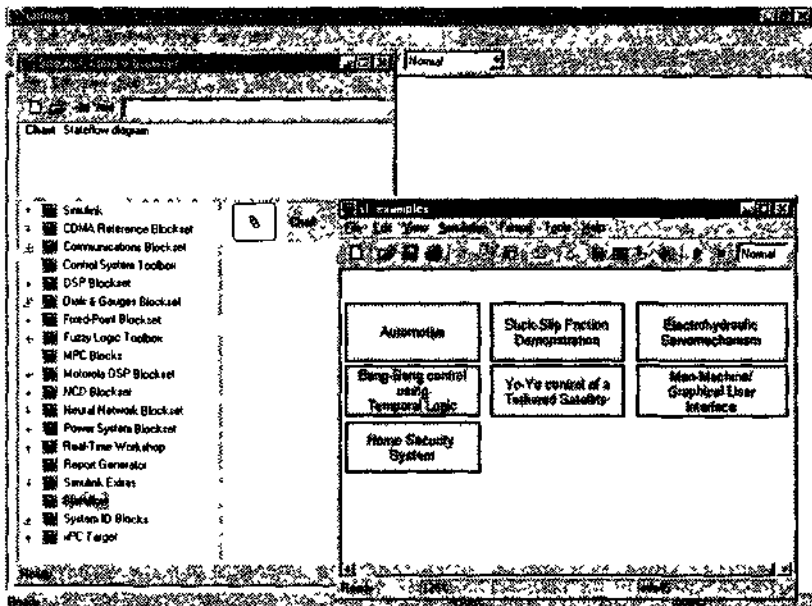 Normal
Chart Stateflow diagram
Simulink
CDMA Reference Blockset
Communications Blockset
Control System Toolbox
DSP Blockset
Dials & Gauges Blockset
Fixed-Point Blockset
Fuzzy Logic Toolbox
MPC Blocks
Motorola DSP Blockset
NCD Blockset
Neural Network Blockset
Power System Blockset
Real-Time Workshop
Report Generator
Simulink Extras
Stateflow
System ID Blocks
xPC Target
Chart
examples
File Edit View Simulation Format Tools Help
Normal
Automotive
Stick-Slip Friction
Demonstration
Electrohydraulic
Servomechanism
Bang-Bang control
using
Temporal Logic
Yo-Yo control of a
Tethered Satellite
Man-Machine/
Graphical User
Interface
Home Security
System
Ready